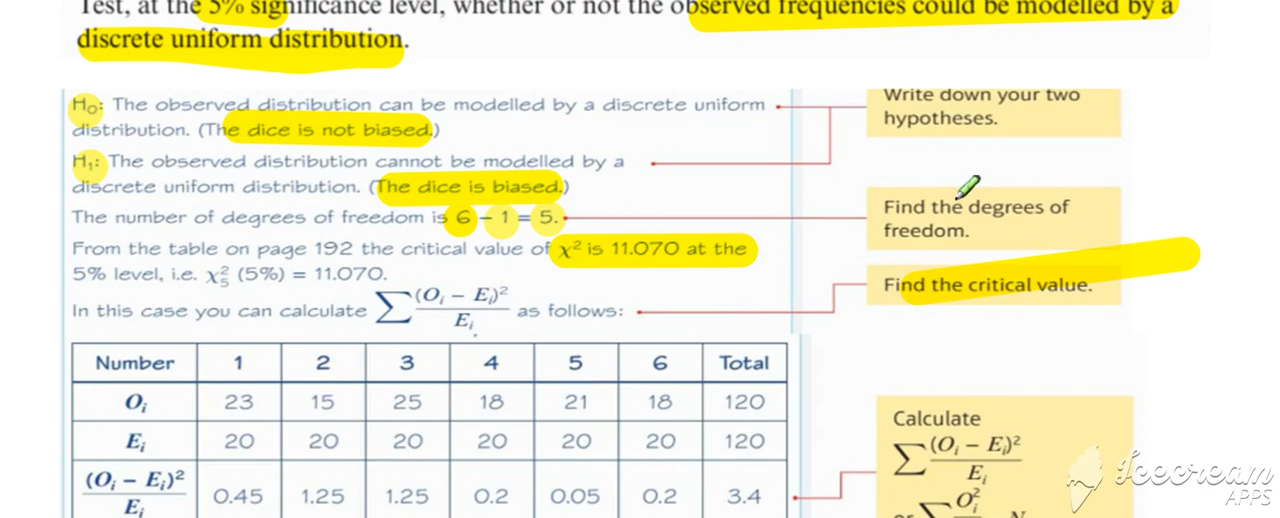 Test, at the 5% significance level, whether or not the observed frequencies could be modelled by a
discrete uniform distribution.
H₀: The observed distribution can be modelled by a discrete uniform
distribution. (The dice is not biased.)
H₁: The observed distribution cannot be modelled by a
discrete uniform distribution. (The dice is biased.)
The number of degrees of freedom is 6 – 1 = 5.
From the table on page 192 the critical value of χ² is 11.070 at the
5% level, i.e. χ₅² (5%) = 11.070.
In this case you can calculate ∑ (Oᵢ – Eᵢ)² / Eᵢ as follows:
Write down your two
hypotheses.
Find the degrees of
freedom.
Find the critical value.
Number 1 2 3 4 5 6 Total
Oᵢ 23 15 25 18 21 18 120
Eᵢ 20 20 20 20 20 20 120
(Oᵢ – Eᵢ)² / Eᵢ 0.45 1.25 1.25 0.2 0.05 0.2 3.4
Calculate
∑ (Oᵢ – Eᵢ)² / Eᵢ
or ∑ Oᵢ² – N
Icecream
APPS